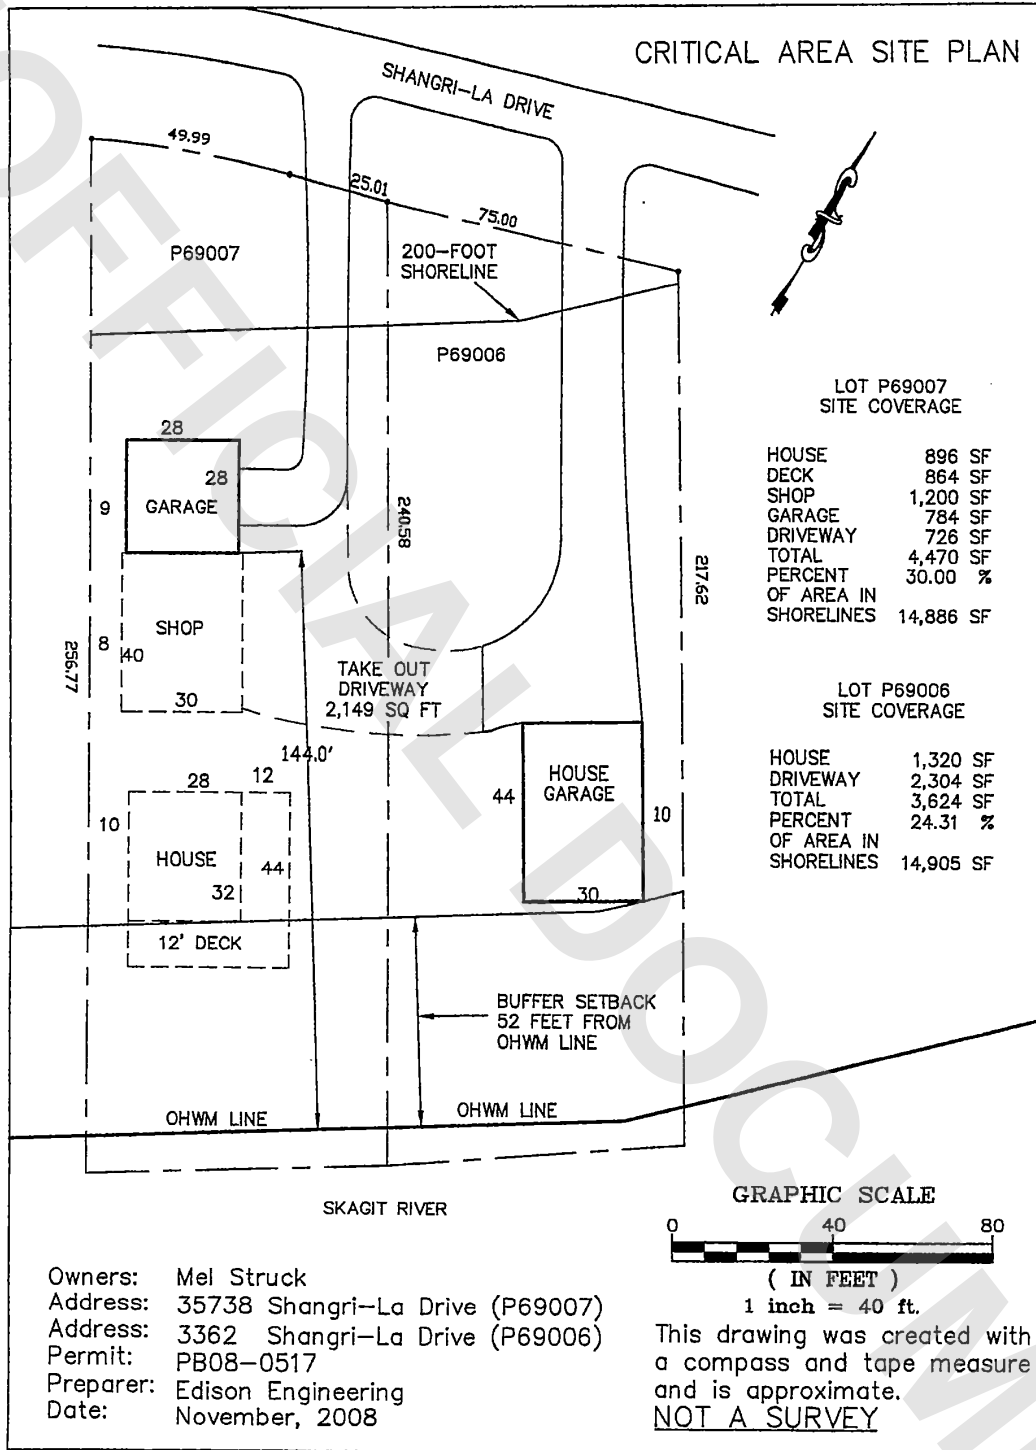 CRITICAL AREA SITE PLAN
SHANGRI-LA DRIVE
49.99
25.01
75.00
P69007
200-FOOT
SHORELINE
P69006
LOT P69007
SITE COVERAGE
HOUSE 896 SF
DECK 864 SF
SHOP 1,200 SF
GARAGE 784 SF
DRIVEWAY 726 SF
TOTAL 4,470 SF
PERCENT 30.00 %
OF AREA IN
SHORELINES 14,886 SF
28
28
9
GARAGE
240.58
217.62
SHOP
8
40
256.77
30
TAKE OUT
DRIVEWAY
2,149 SQ FT
LOT P69006
SITE COVERAGE
HOUSE 1,320 SF
DRIVEWAY 2,304 SF
TOTAL 3,624 SF
PERCENT 24.31 %
OF AREA IN
SHORELINES 14,905 SF
144.0'
28
12
10
HOUSE
44
32
12' DECK
HOUSE
GARAGE
44
10
30
BUFFER SETBACK
52 FEET FROM
OHWM LINE
OHWM LINE
OHWM LINE
SKAGIT RIVER
GRAPHIC SCALE
0 40 80
( IN FEET )
1 inch = 40 ft.
Owners: Mel Struck
Address: 35738 Shangri-La Drive (P69007)
Address: 3362 Shangri-La Drive (P69006)
Permit: PB08-0517
Preparer: Edison Engineering
Date: November, 2008
This drawing was created with
a compass and tape measure
and is approximate.
NOT A SURVEY
OFFICIAL DOCUM